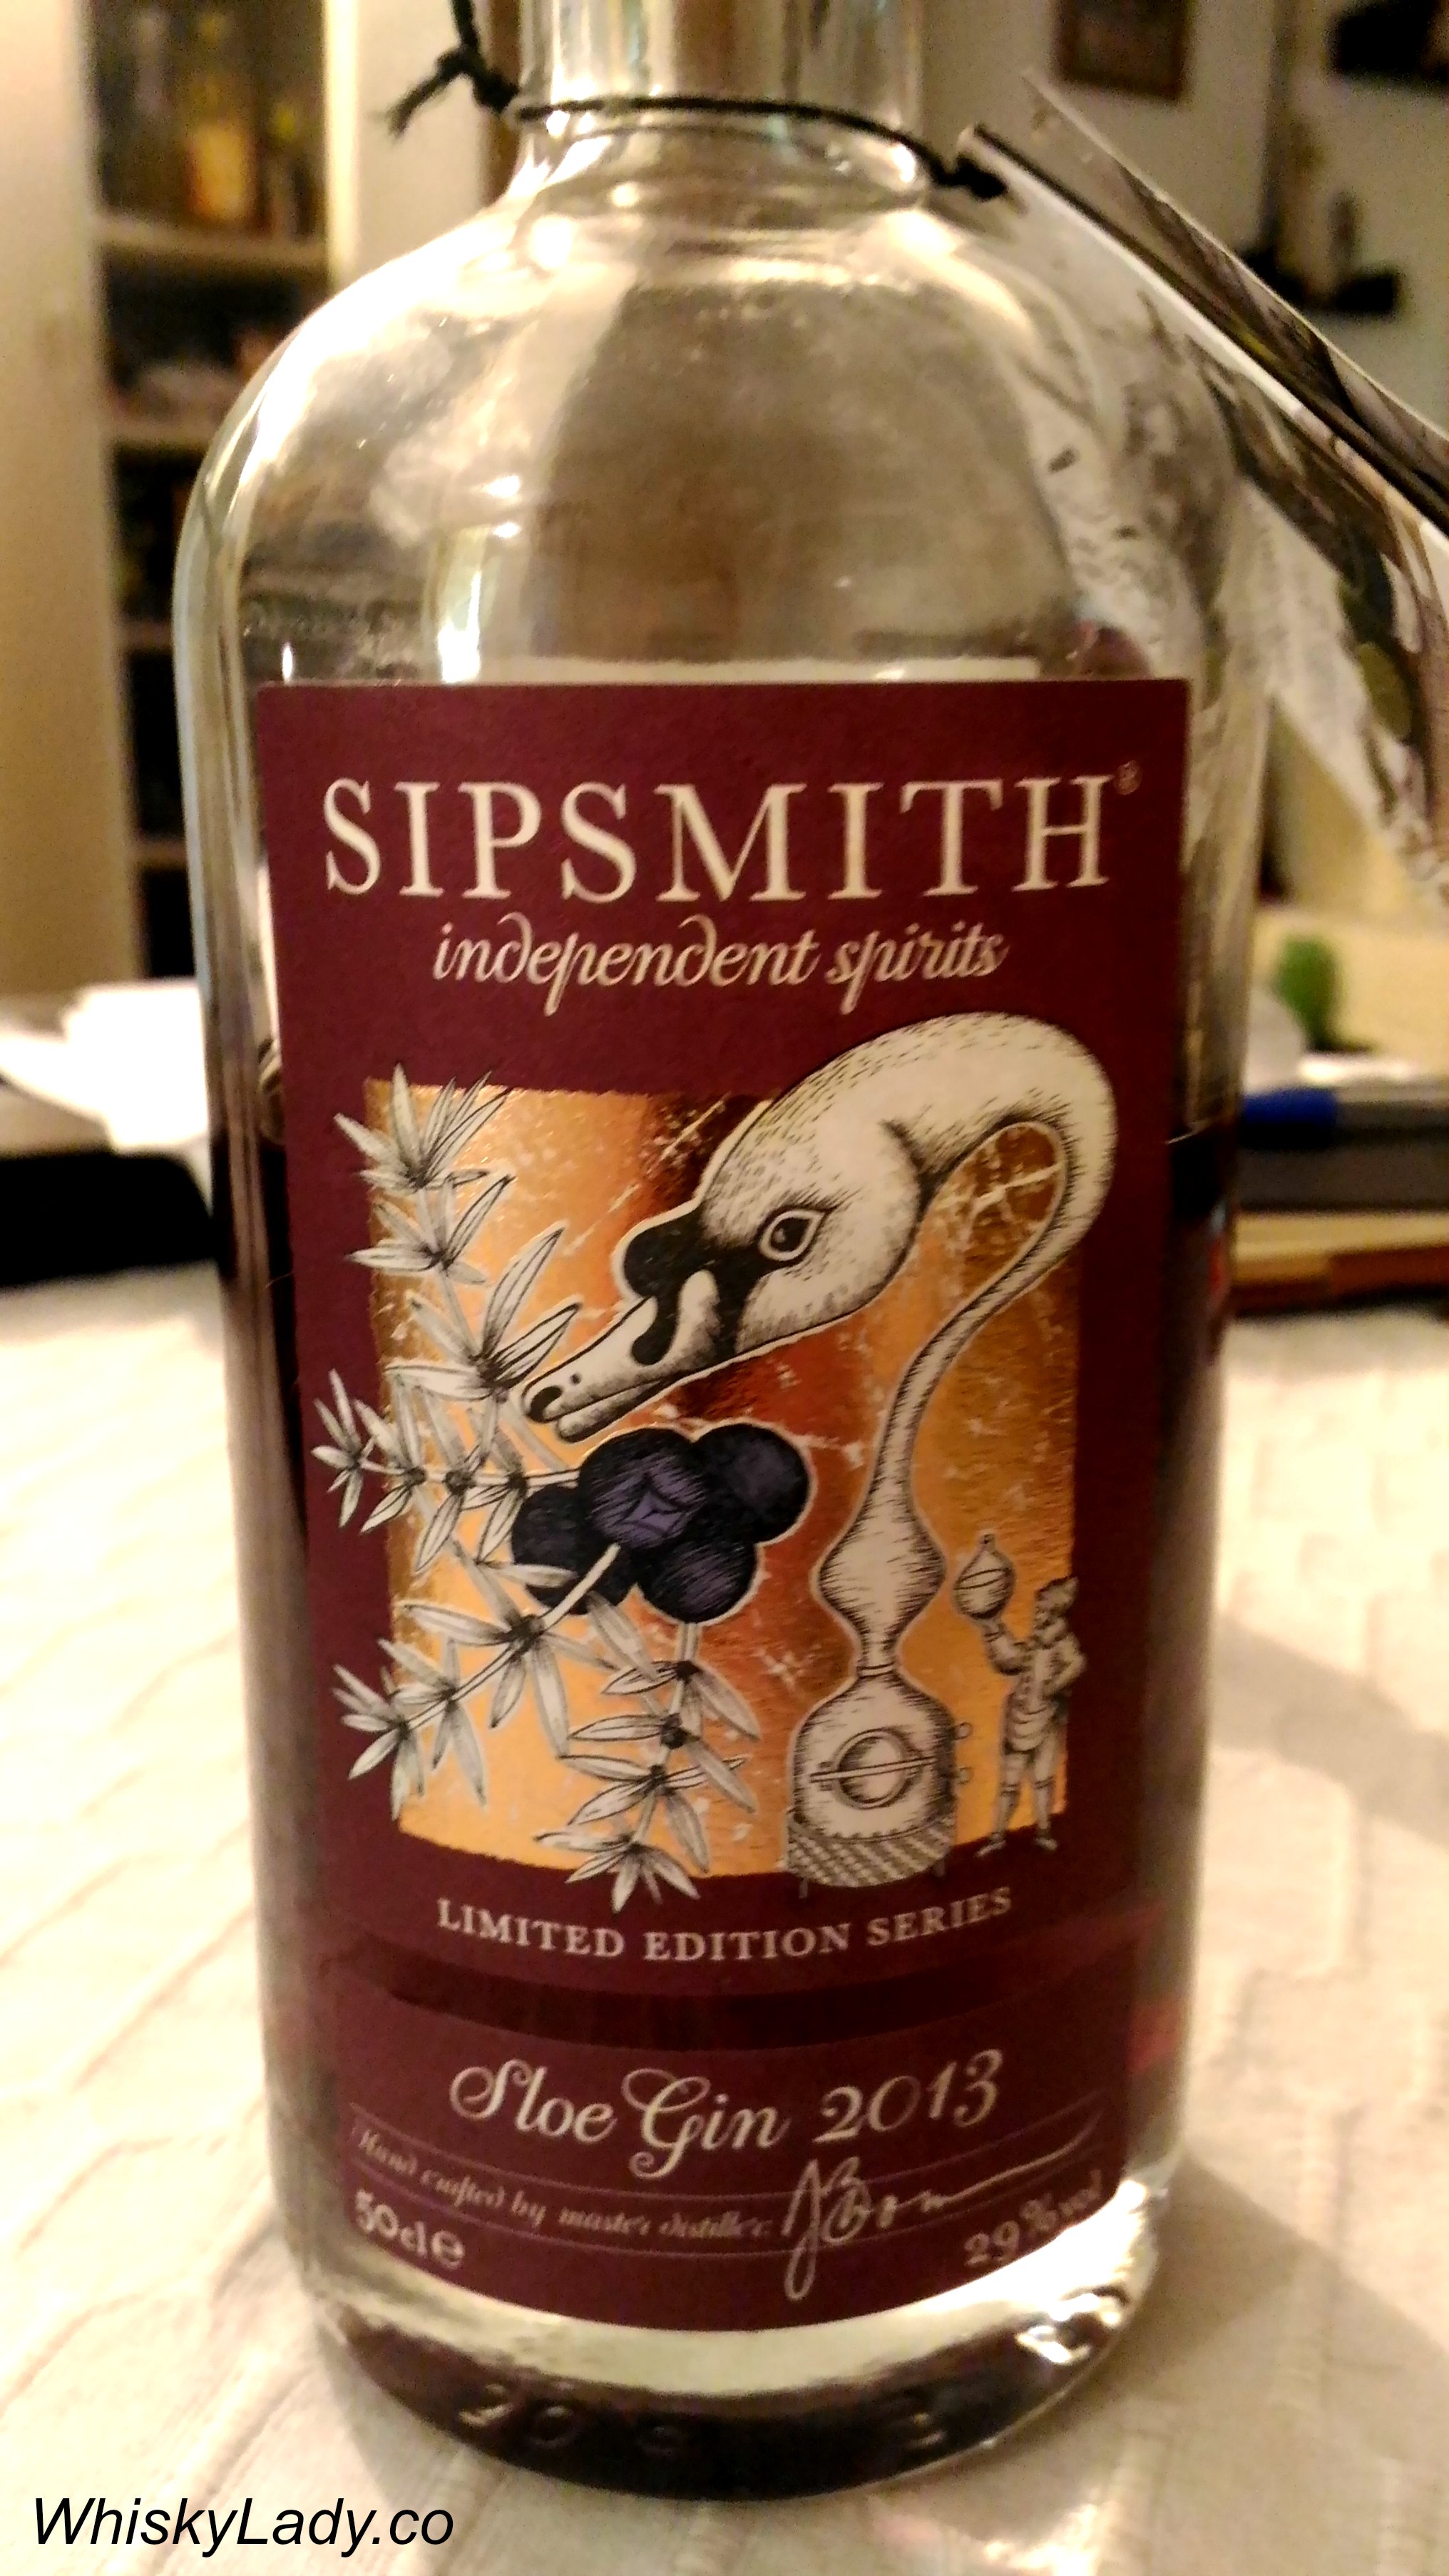 SIPSMITH®
independent spirits
LIMITED EDITION SERIES
Sloe Gin 2013
Hand crafted by master distiller
50cl e
29%vol
WhiskyLady.co